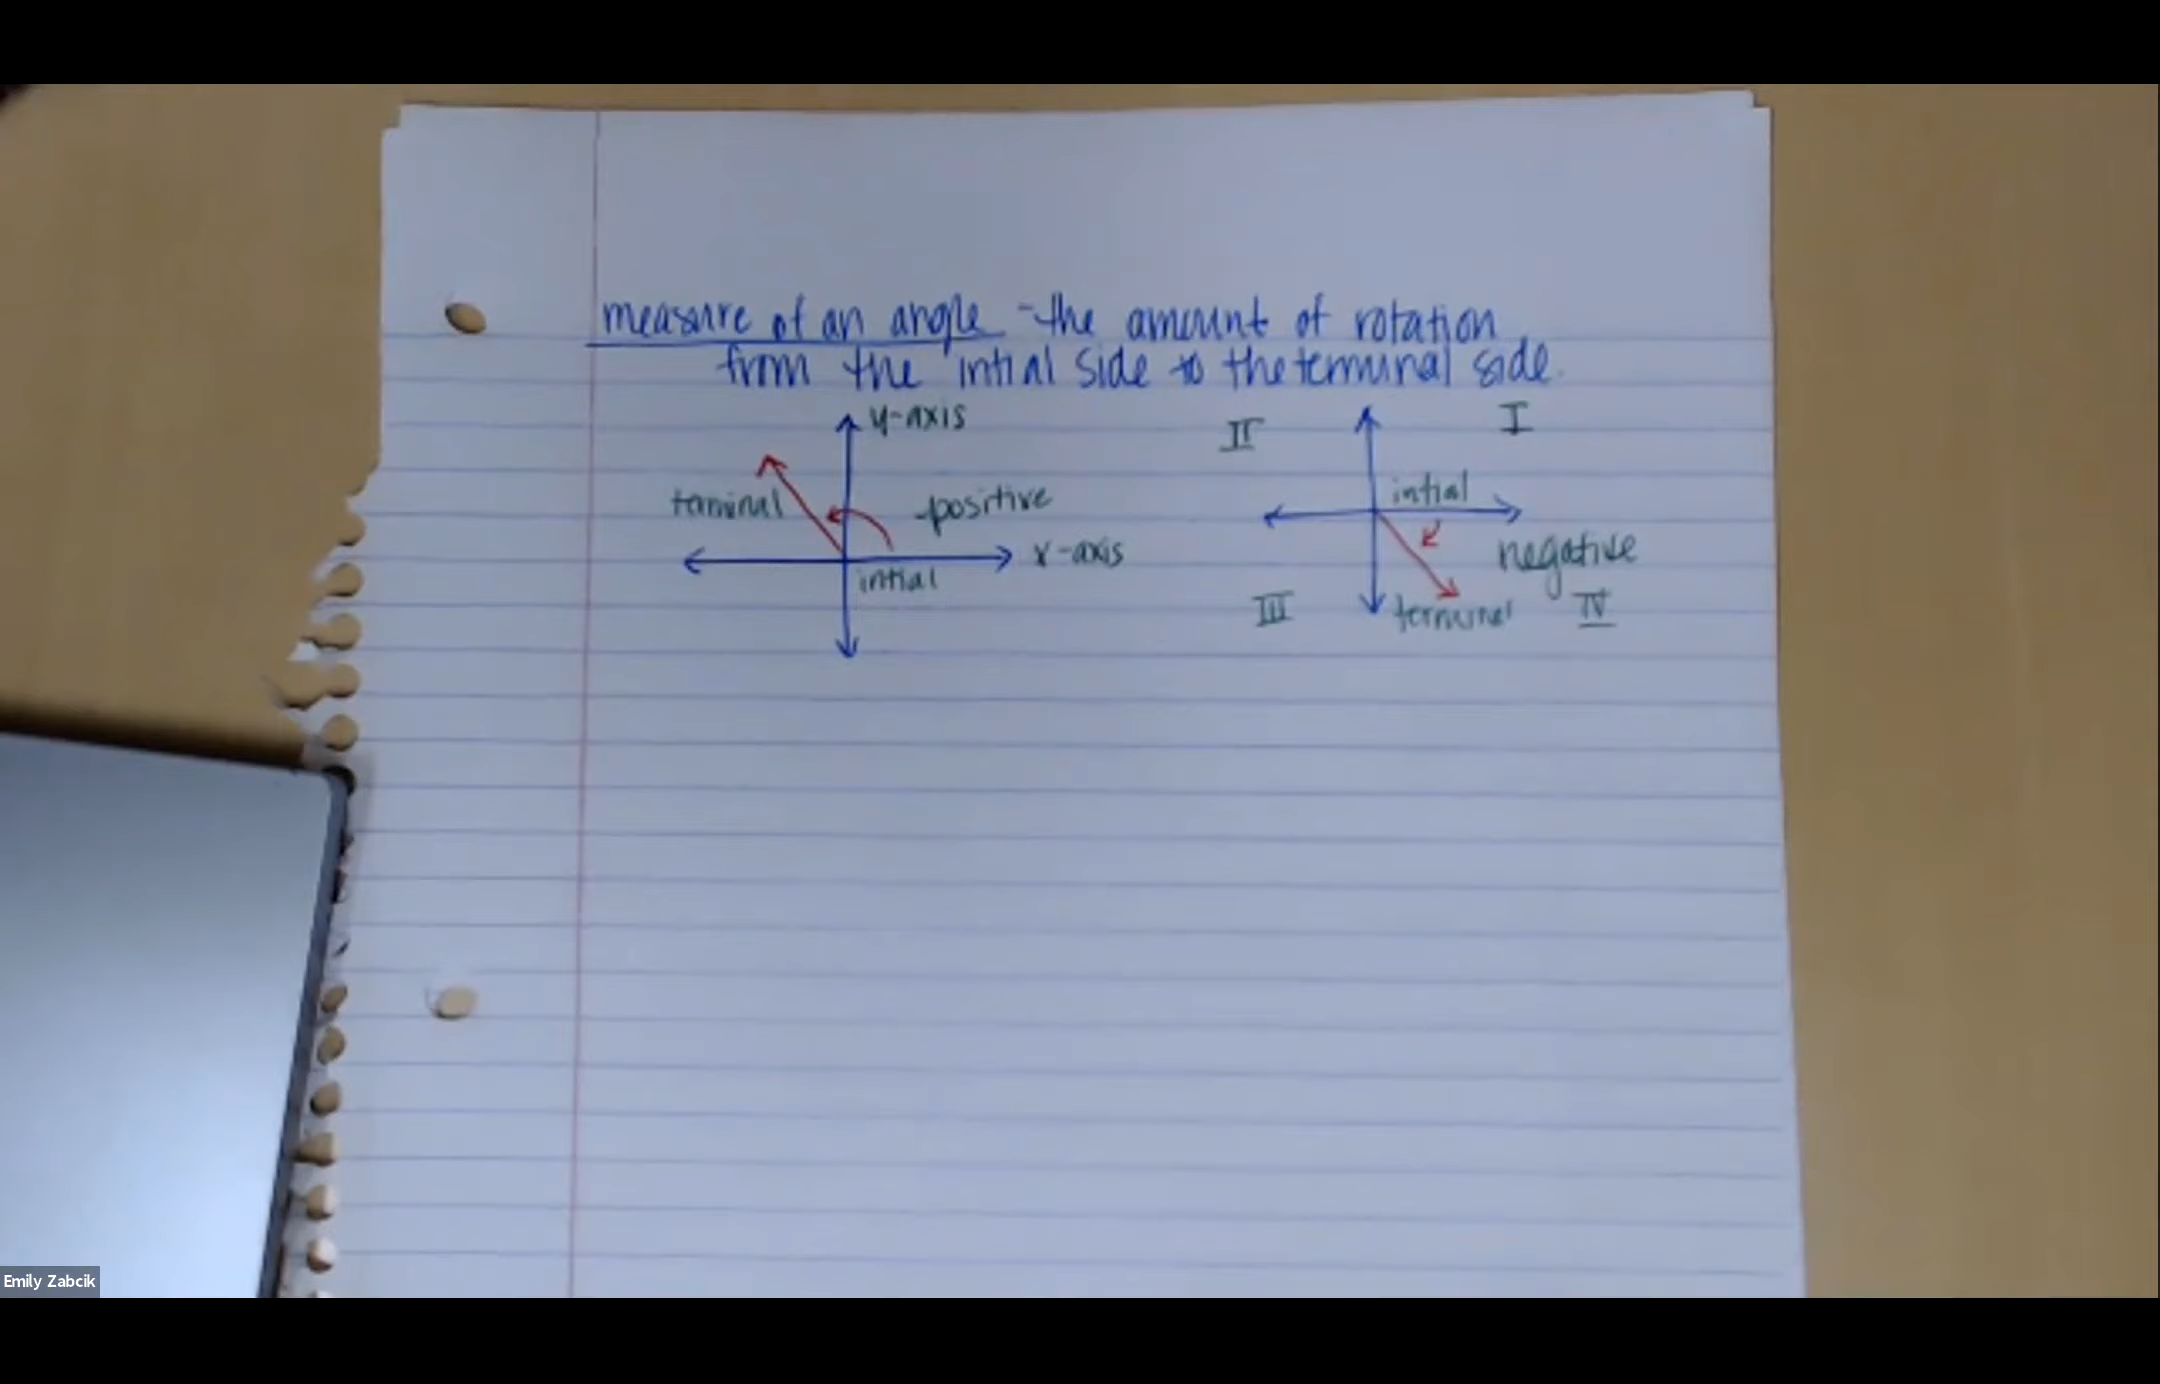 measure of an angle - the amount of rotation
from the intial side to the terminal side.
y-axis
terminal
positive
x-axis
intial
II
I
intial
negative
III
terminal
IV
Emily Zabcik